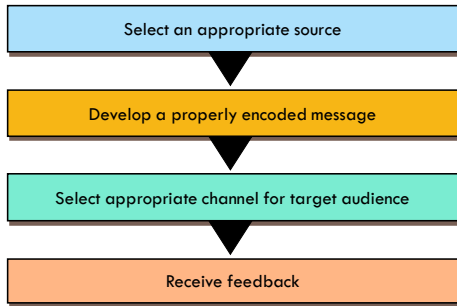 Select an appropriate source
Develop a properly encoded message
Select appropriate channel for target audience
Receive feedback